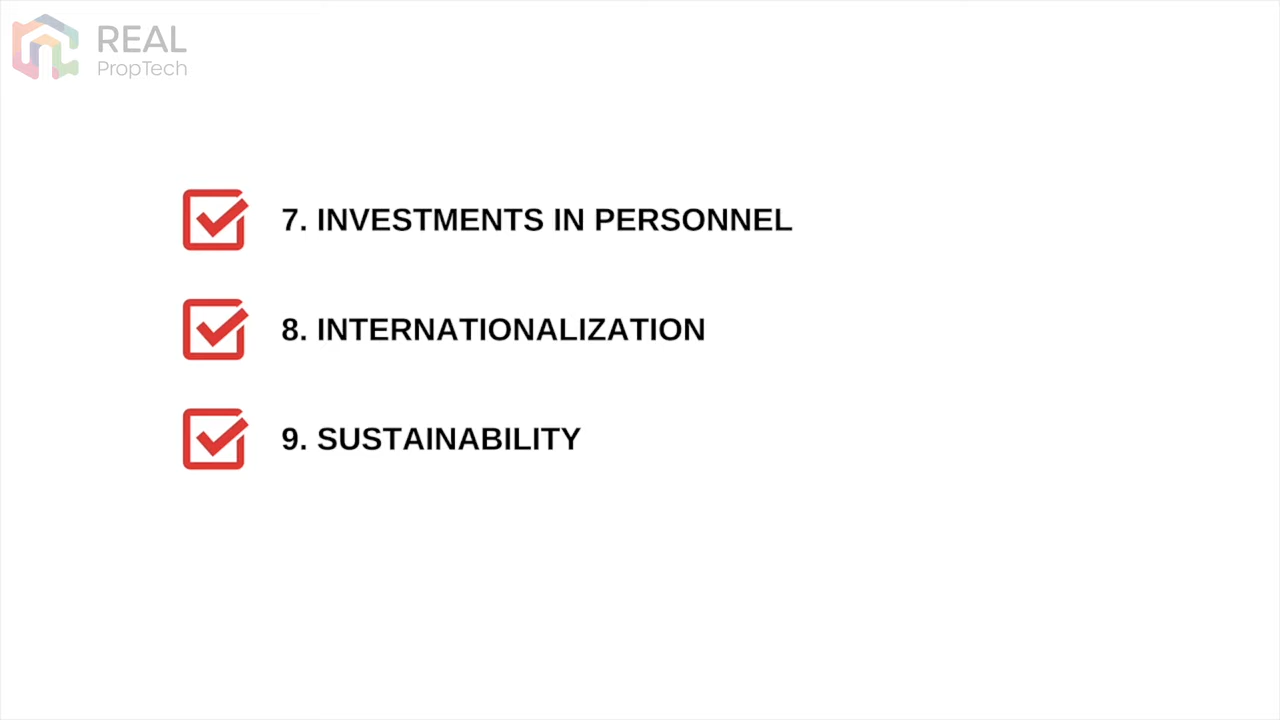 REAL
PropTech
7. INVESTMENTS IN PERSONNEL
8. INTERNATIONALIZATION
9. SUSTAINABILITY